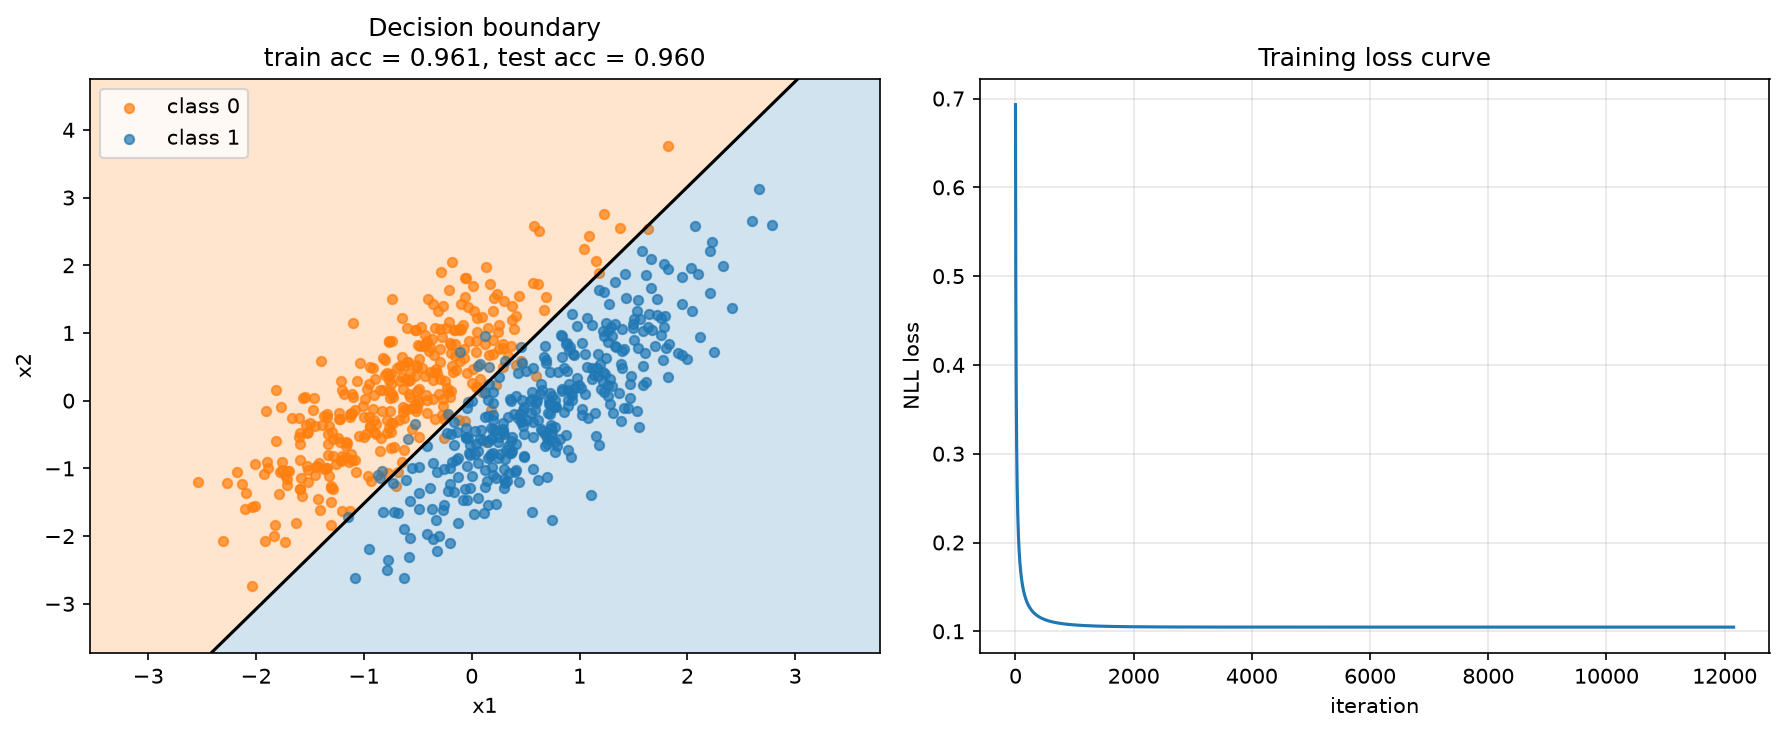 Decision boundary
train acc = 0.961, test acc = 0.960
class 0
class 1
4
3
2
1
0
−1
−2
−3
x2
−3 −2 −1 0 1 2 3
x1
Training loss curve
0.7
0.6
0.5
0.4
0.3
0.2
0.1
NLL loss
0 2000 4000 6000 8000 10000 12000
iteration